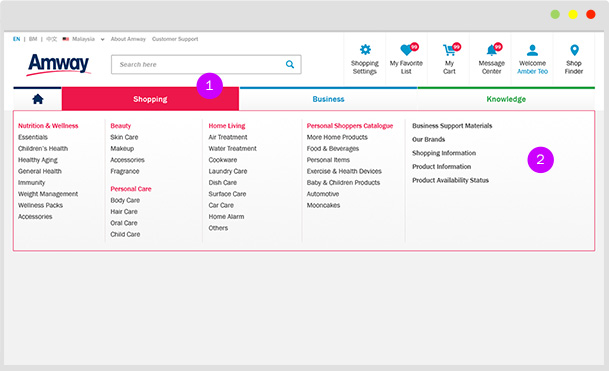 EN | BM | 中文 | Malaysia About Amway Customer Support
Amway
Search here
Shopping Settings
My Favorite List
99
My Cart
99
Message Center
99
Welcome Amber Teo
Shop Finder
1
Shopping
Business
Knowledge
Nutrition & Wellness
Essentials
Children's Health
Healthy Aging
General Health
Immunity
Weight Management
Wellness Packs
Accessories
Beauty
Skin Care
Makeup
Accessories
Fragrance
Personal Care
Body Care
Hair Care
Oral Care
Child Care
Home Living
Air Treatment
Water Treatment
Cookware
Laundry Care
Dish Care
Surface Care
Car Care
Home Alarm
Others
Personal Shoppers Catalogue
More Home Products
Food & Beverages
Personal Items
Exercise & Health Devices
Baby & Children Products
Automotive
Mooncakes
Business Support Materials
Our Brands
Shopping Information
Product Information
Product Availability Status
2